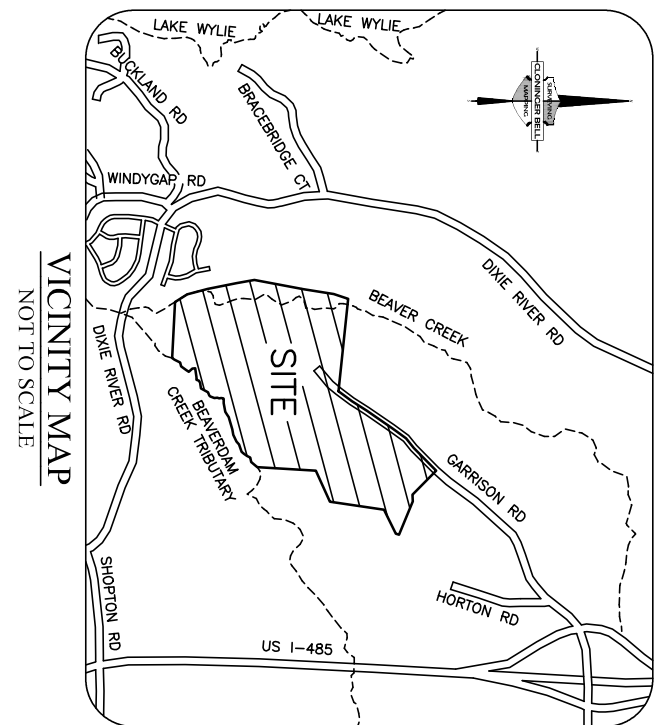 LAKE WYLIE
LAKE WYLIE
BUCKLAND RD
BRACEBRIDGE CT
WINDYGAP RD
CLONINGER BELL
SURVEYING
MAPPING
DIXIE RIVER RD
BEAVER CREEK
SITE
DIXIE RIVER RD
BEAVERDAM
CREEK TRIBUTARY
GARRISON RD
HORTON RD
SHOPTON RD
US I-485
VICINITY MAP
NOT TO SCALE